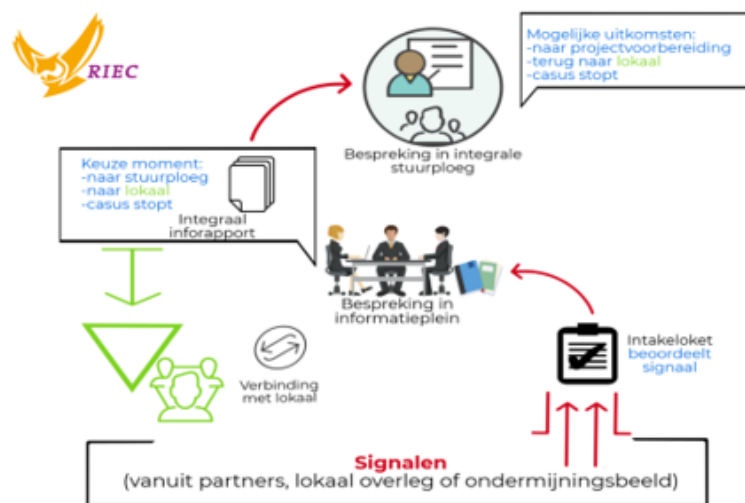 RIEC
Mogelijke uitkomsten:
-naar projectvoorbereiding
-terug naar lokaal
-casus stopt
Bespreking in integrale
stuurploeg
Keuze moment:
-naar stuurploeg
-naar lokaal
-casus stopt
Integraal
inforapport
Bespreking in
informatieplein
Intakeloket
beoordeelt
signaal
Verbinding
met lokaal
Signalen
(vanuit partners, lokaal overleg of ondermijningsbeeld)